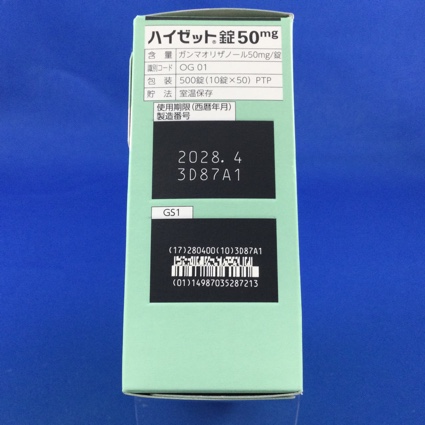 ハイゼット®錠50mg
含量 ガンマオリザノール50mg/錠
識別コード OG 01
包装 500錠(10錠×50) PTP
貯法 室温保存
使用期限(西暦年月)
製造番号
2028.4
3D87A1
GS1
(17)280400(10)3D87A1
(01)14987035287213